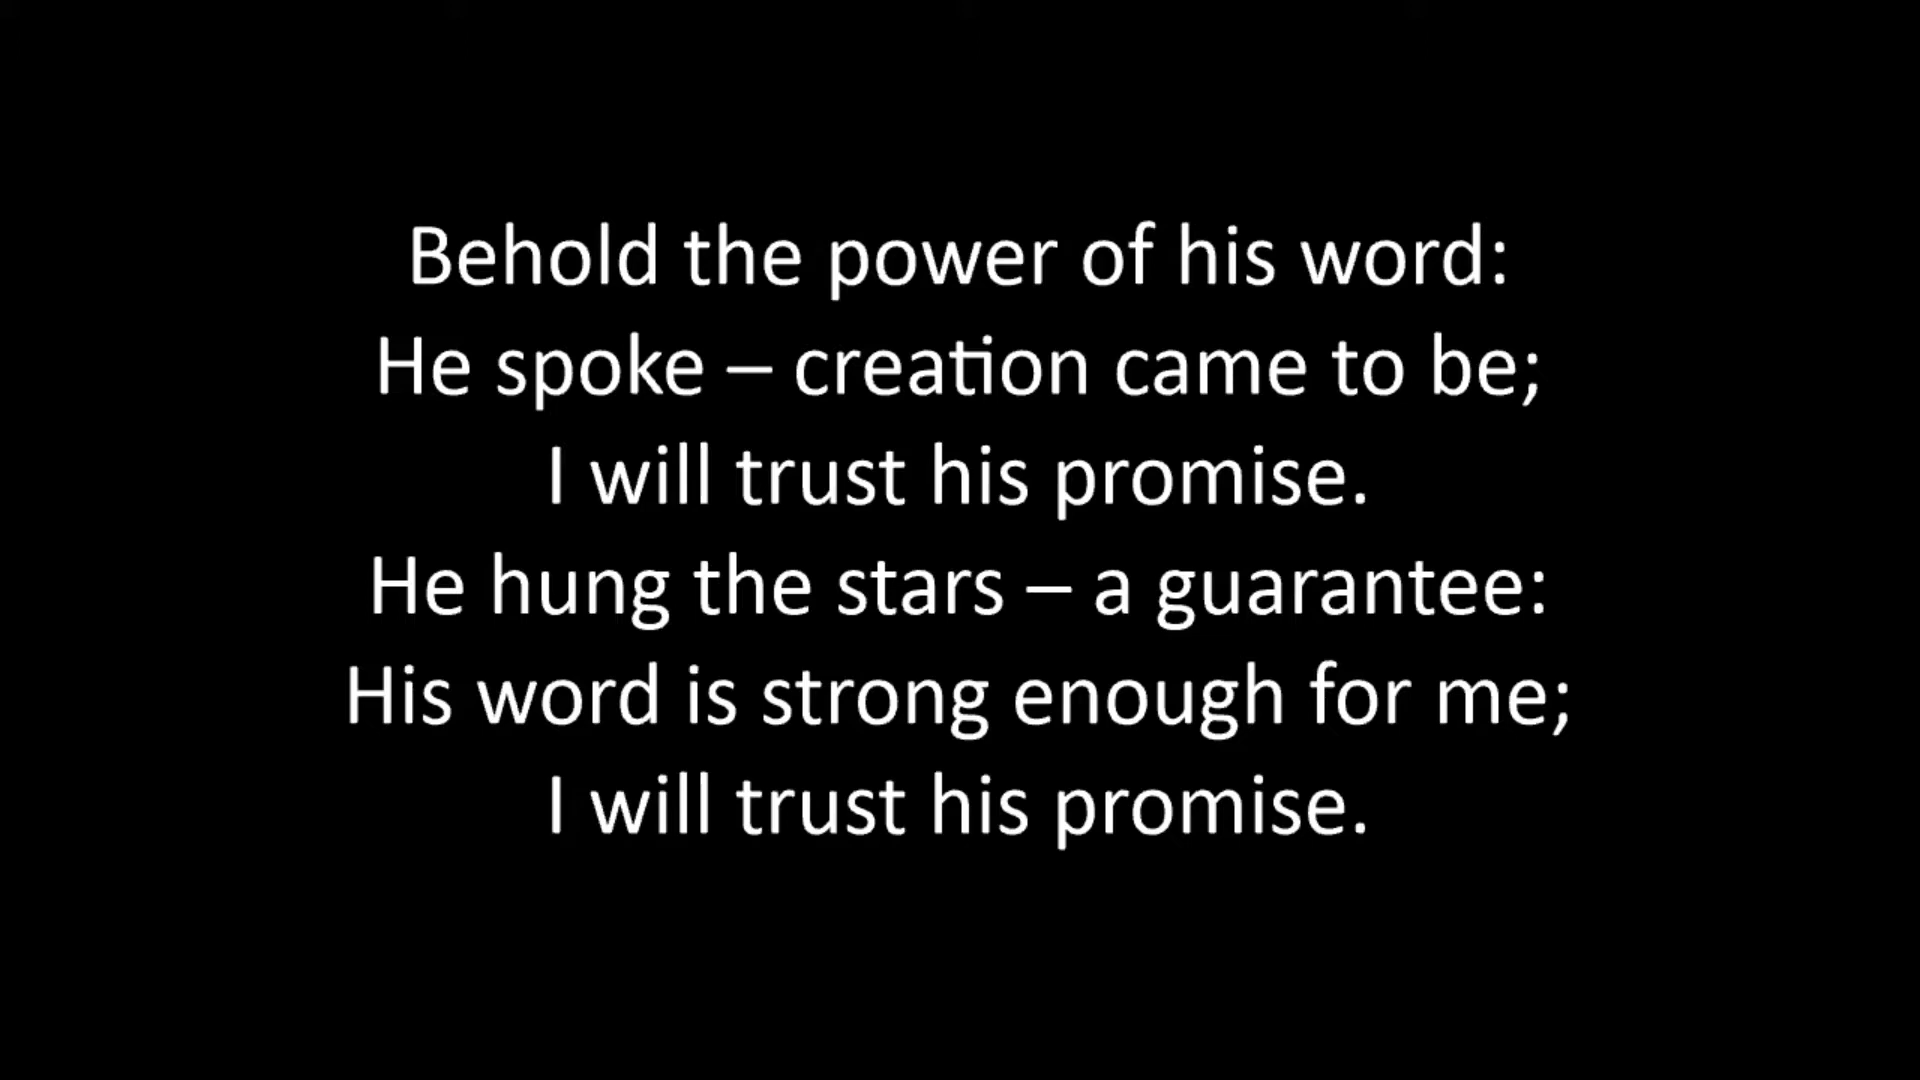 Behold the power of his word:
He spoke – creation came to be;
I will trust his promise.
He hung the stars – a guarantee:
His word is strong enough for me;
I will trust his promise.